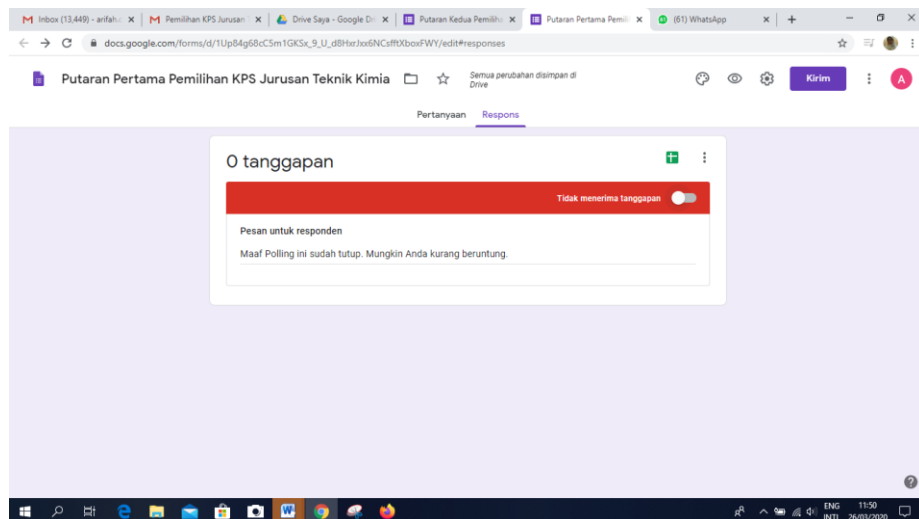 Inbox (13,449) - arifah.c
Pemilihan KPS Jurusan T
Drive Saya - Google Dri
Putaran Kedua Pemiliha
Putaran Pertama Pemili
(61) WhatsApp
docs.google.com/forms/d/1Up84g68cC5m1GKSx_9_U_d8HxrJxx6NCsfftXboxFWY/edit#responses
Putaran Pertama Pemilihan KPS Jurusan Teknik Kimia
Semua perubahan disimpan di
Drive
Kirim
A
Pertanyaan Respons
0 tanggapan
Tidak menerima tanggapan
Pesan untuk responden
Maaf Polling ini sudah tutup. Mungkin Anda kurang beruntung.
ENG 11:50
INTL 26/03/2020